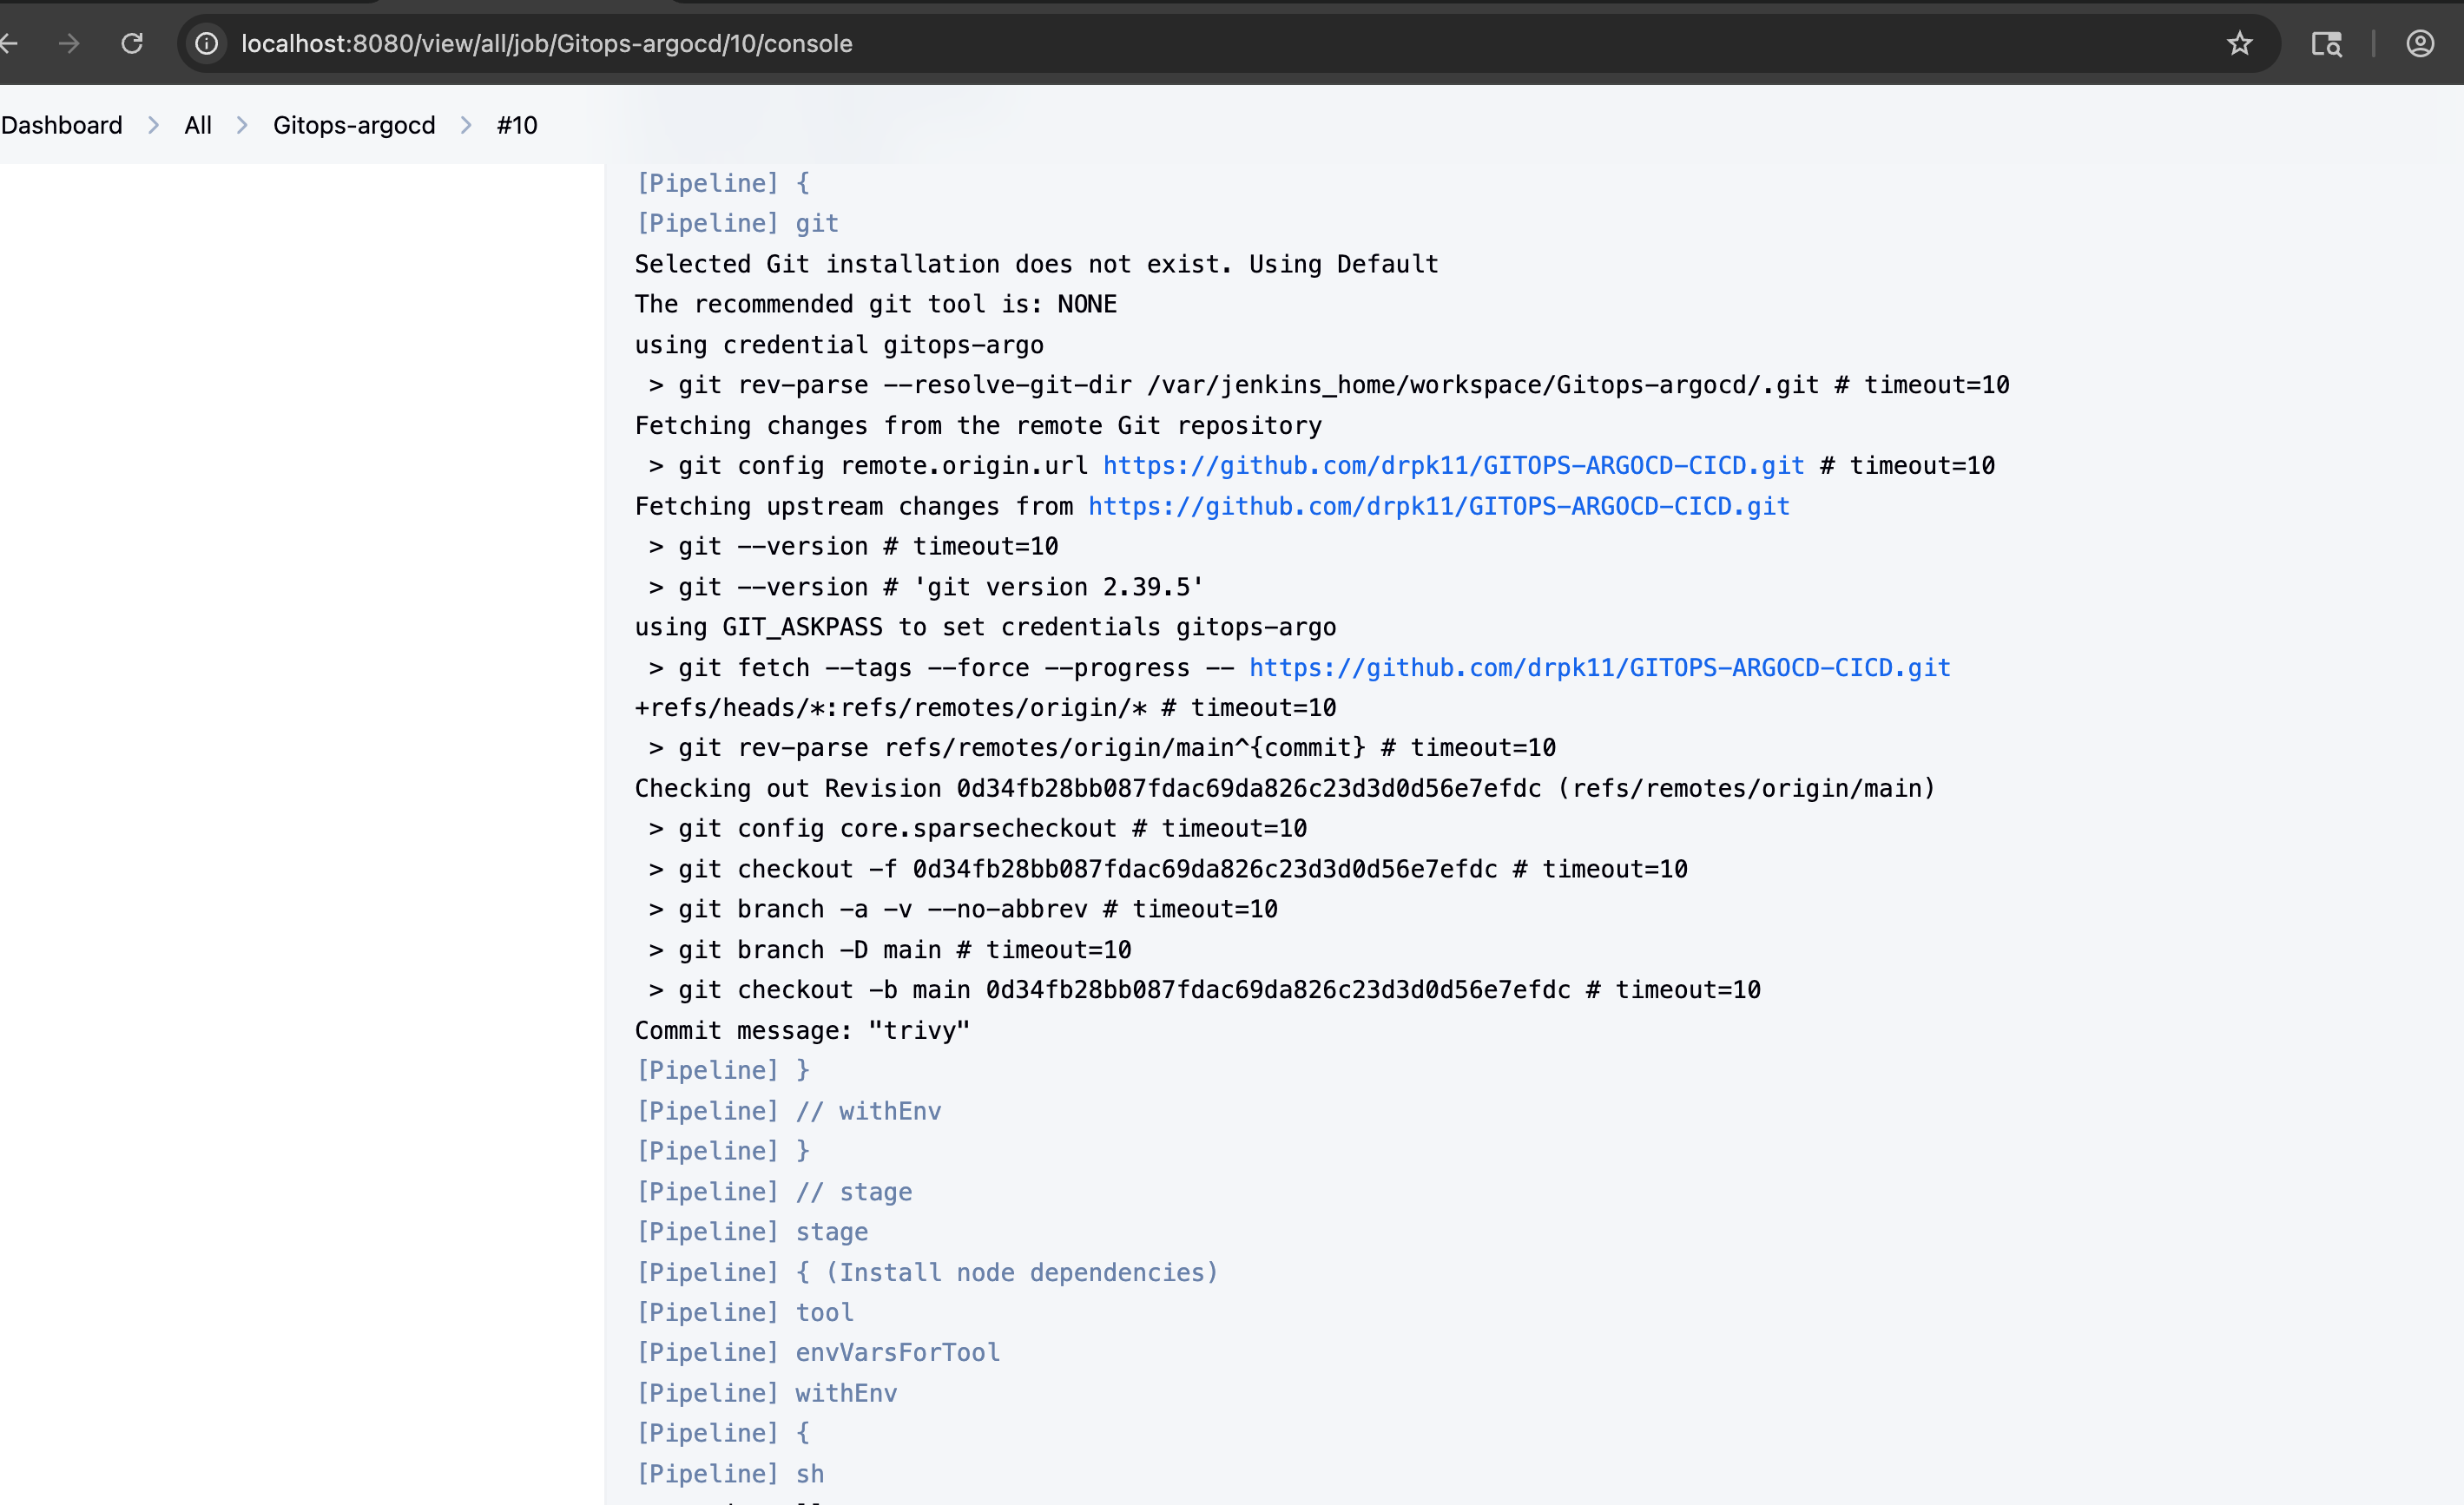 localhost:8080/view/all/job/Gitops-argocd/10/console
Dashboard > All > Gitops-argocd > #10
[Pipeline] {
[Pipeline] git
Selected Git installation does not exist. Using Default
The recommended git tool is: NONE
using credential gitops-argo
 > git rev-parse --resolve-git-dir /var/jenkins_home/workspace/Gitops-argocd/.git # timeout=10
Fetching changes from the remote Git repository
 > git config remote.origin.url https://github.com/drpk11/GITOPS-ARGOCD-CICD.git # timeout=10
Fetching upstream changes from https://github.com/drpk11/GITOPS-ARGOCD-CICD.git
 > git --version # timeout=10
 > git --version # 'git version 2.39.5'
using GIT_ASKPASS to set credentials gitops-argo
 > git fetch --tags --force --progress -- https://github.com/drpk11/GITOPS-ARGOCD-CICD.git
+refs/heads/*:refs/remotes/origin/* # timeout=10
 > git rev-parse refs/remotes/origin/main^{commit} # timeout=10
Checking out Revision 0d34fb28bb087fdac69da826c23d3d0d56e7efdc (refs/remotes/origin/main)
 > git config core.sparsecheckout # timeout=10
 > git checkout -f 0d34fb28bb087fdac69da826c23d3d0d56e7efdc # timeout=10
 > git branch -a -v --no-abbrev # timeout=10
 > git branch -D main # timeout=10
 > git checkout -b main 0d34fb28bb087fdac69da826c23d3d0d56e7efdc # timeout=10
Commit message: "trivy"
[Pipeline] }
[Pipeline] // withEnv
[Pipeline] }
[Pipeline] // stage
[Pipeline] stage
[Pipeline] { (Install node dependencies)
[Pipeline] tool
[Pipeline] envVarsForTool
[Pipeline] withEnv
[Pipeline] {
[Pipeline] sh